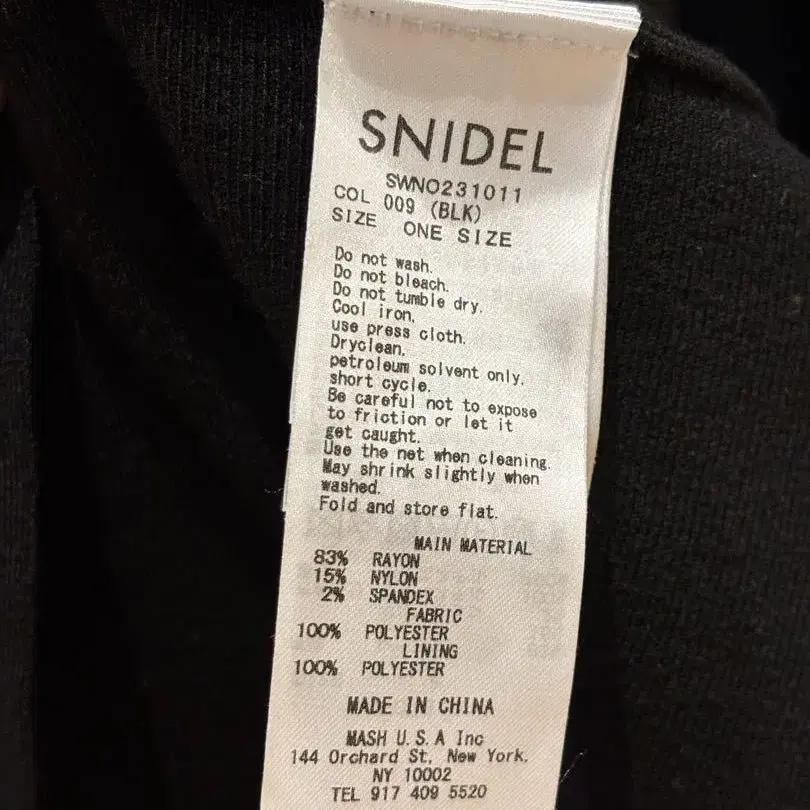 SNIDEL
SWNO231011
COL 009 (BLK)
SIZE ONE SIZE
Do not wash.
Do not bleach.
Do not tumble dry.
Cool iron.
use press cloth.
Dryclean.
petroleum solvent only.
short cycle.
Be careful not to expose
to friction or let it
get caught.
Use the net when cleaning.
May shrink slightly when
washed.
Fold and store flat.
MAIN MATERIAL
83% RAYON
15% NYLON
2% SPANDEX
FABRIC
100% POLYESTER
LINING
100% POLYESTER
MADE IN CHINA
MASH U.S.A Inc
144 Orchard St, New York.
NY 10002
TEL 917 409 5520